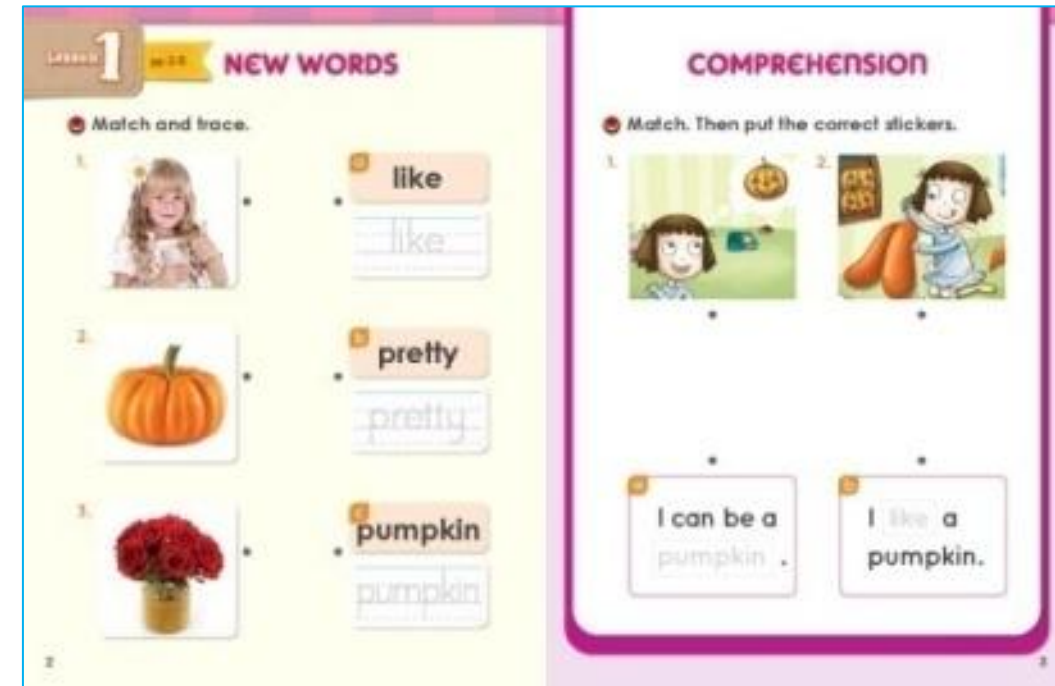 Lesson 1
NEW WORDS
Match and trace.
1.
a
like
like
2.
b
pretty
pretty
3.
c
pumpkin
pumpkin
2
COMPREHENSION
Match. Then put the correct stickers.
1.
2.
a
I can be a
pumpkin .
b
I like a
pumpkin.
3